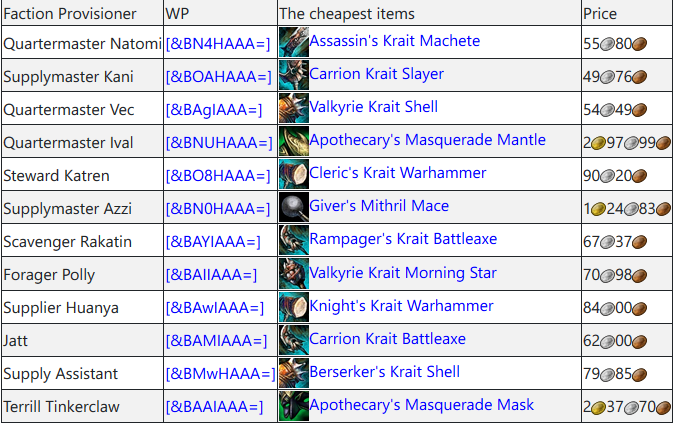 Faction Provisioner WP The cheapest items Price
Quartermaster Natomi [&BN4HAAA=] Assassin's Krait Machete 55 80
Supplymaster Kani [&BOAHAAA=] Carrion Krait Slayer 49 76
Quartermaster Vec [&BAgIAAA=] Valkyrie Krait Shell 54 49
Quartermaster Ival [&BNUHAAA=] Apothecary's Masquerade Mantle 2 97 99
Steward Katren [&BO8HAAA=] Cleric's Krait Warhammer 90 20
Supplymaster Azzi [&BN0HAAA=] Giver's Mithril Mace 1 24 83
Scavenger Rakatin [&BAYIAAA=] Rampager's Krait Battleaxe 67 37
Forager Polly [&BAIIAAA=] Valkyrie Krait Morning Star 70 98
Supplier Huanya [&BAwIAAA=] Knight's Krait Warhammer 84 00
Jatt [&BAMIAAA=] Carrion Krait Battleaxe 62 00
Supply Assistant [&BMwHAAA=] Berserker's Krait Shell 79 85
Terrill Tinkerclaw [&BAAIAAA=] Apothecary's Masquerade Mask 2 37 70